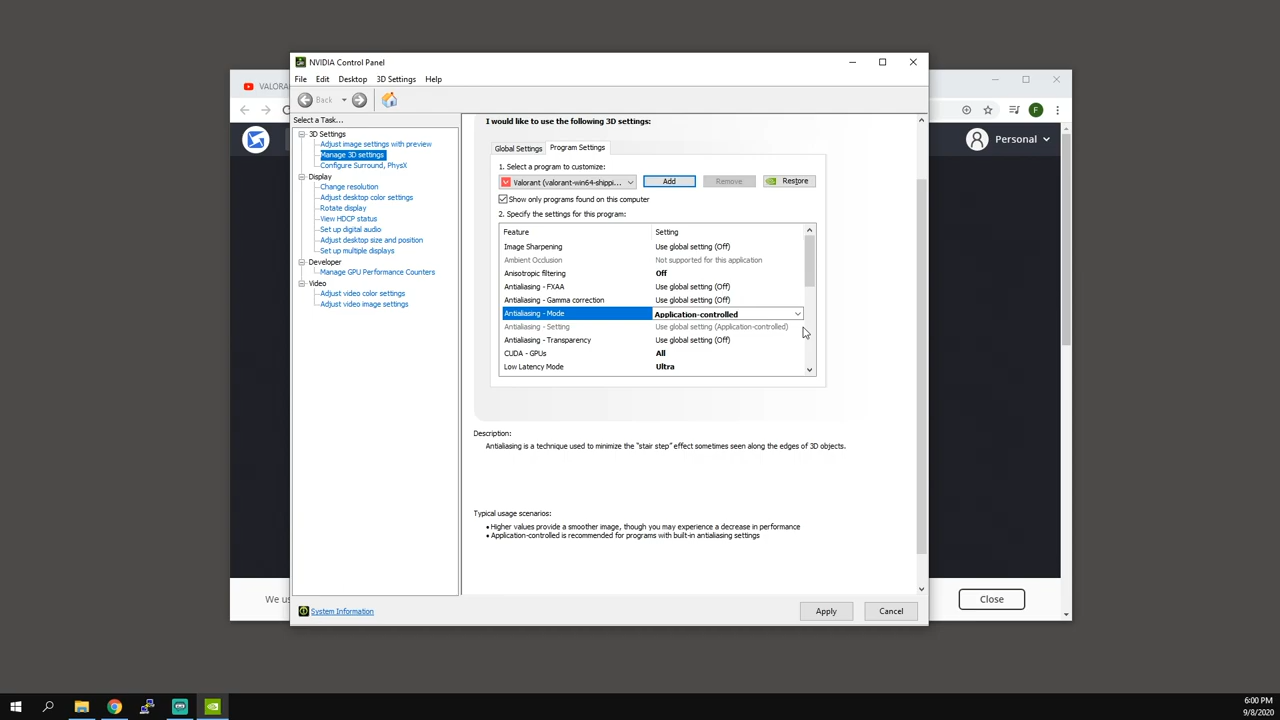 NVIDIA Control Panel
VALORA
File Edit Desktop 3D Settings Help
Back
F
Personal
Select a Task...
3D Settings
Adjust image settings with preview
Manage 3D settings
Configure Surround, PhysX
Display
Change resolution
Adjust desktop color settings
Rotate display
View HDCP status
Set up digital audio
Adjust desktop size and position
Set up multiple displays
Developer
Manage GPU Performance Counters
Video
Adjust video color settings
Adjust video image settings
I would like to use the following 3D settings:
Global Settings Program Settings
1. Select a program to customize:
Valorant (valorant-win64-shippi... Add Remove Restore
Show only programs found on this computer
2. Specify the settings for this program:
Feature Setting
Image Sharpening Use global setting (Off)
Ambient Occlusion Not supported for this application
Anisotropic filtering Off
Antialiasing - FXAA Use global setting (Off)
Antialiasing - Gamma correction Use global setting (Off)
Antialiasing - Mode Application-controlled
Antialiasing - Setting Use global setting (Application-controlled)
Antialiasing - Transparency Use global setting (Off)
CUDA - GPUs All
Low Latency Mode Ultra
Description:
Antialiasing is a technique used to minimize the "stair step" effect sometimes seen along the edges of 3D objects.
Typical usage scenarios:
• Higher values provide a smoother image, though you may experience a decrease in performance
• Application-controlled is recommended for programs with built-in antialiasing settings
We us
Close
System Information
Apply Cancel
6:00 PM
9/8/2020